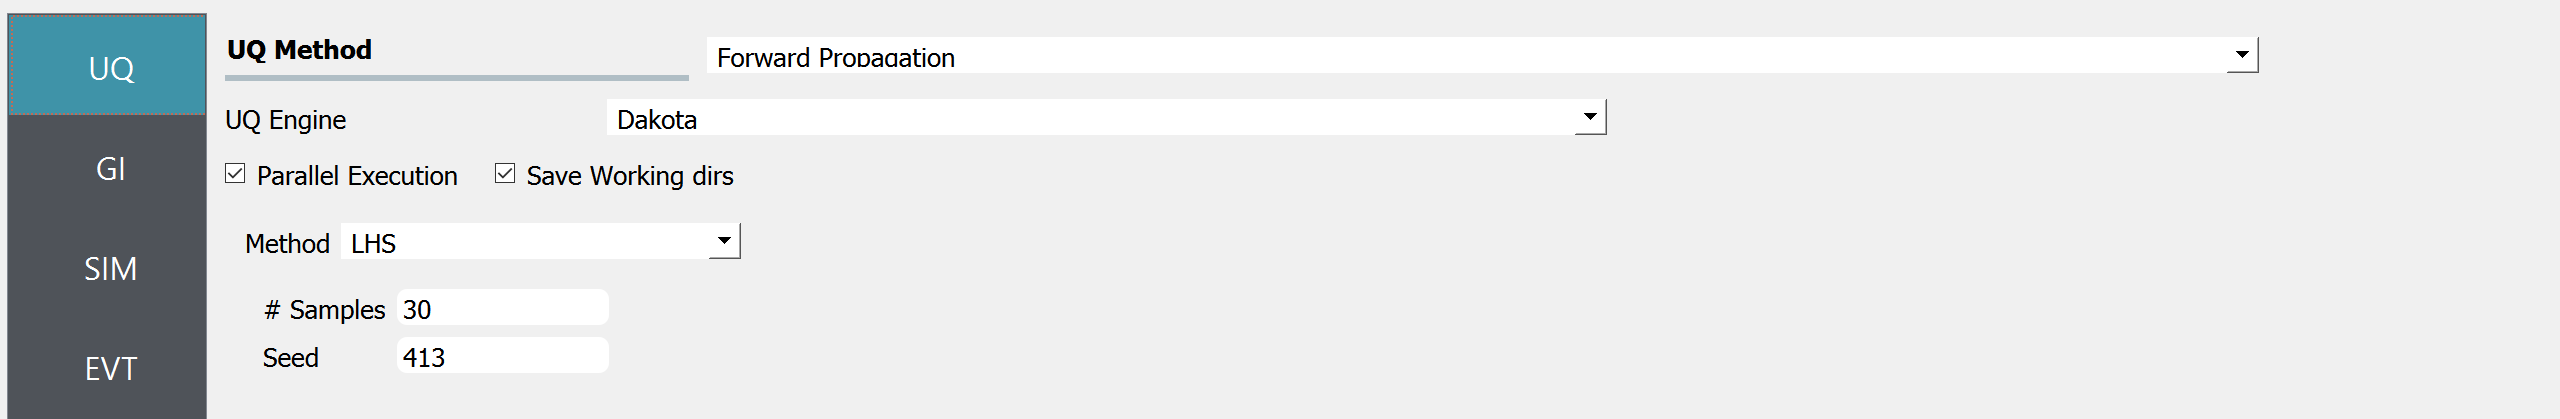 UQ
GI
SIM
EVT
UQ Method Forward Propagation
UQ Engine Dakota
Parallel Execution Save Working dirs
Method LHS
# Samples 30
Seed 413